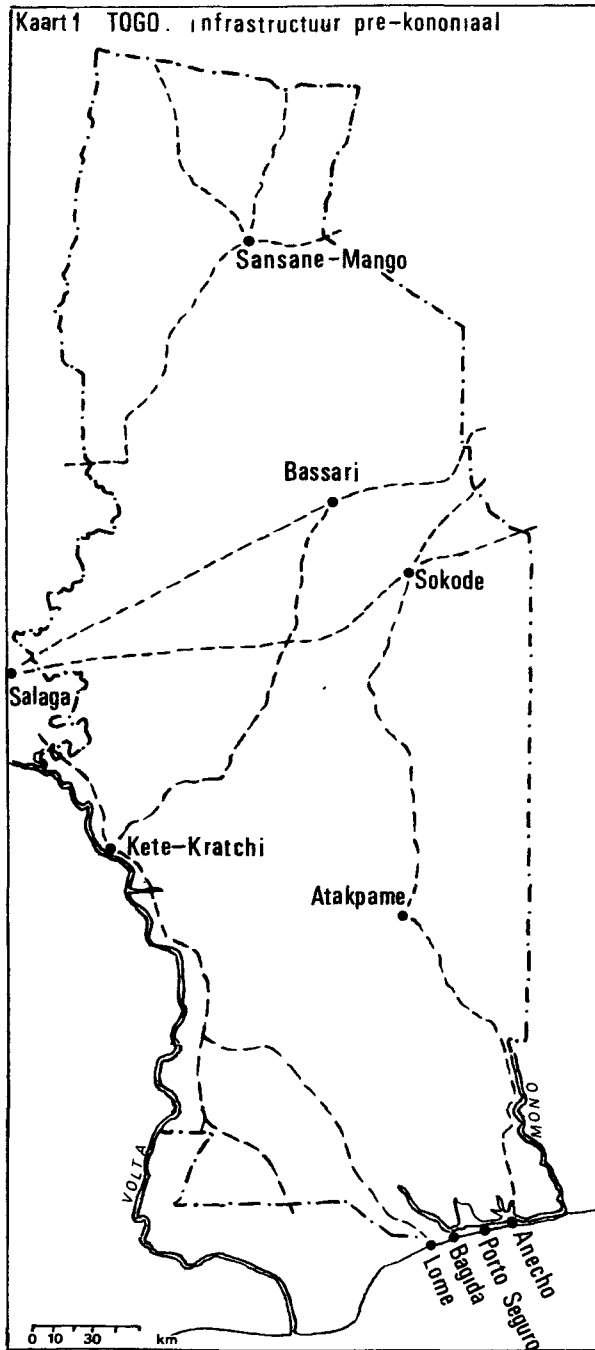 Kaart 1 TOGO. infrastructuur pre-kononiaal
Sansane-Mango
Bassari
Sokode
Salaga
Kete-Kratchi
Atakpame
MONO
VOLTA
Anecho
Porto Seguro
Bagida
Lome
0 10 30 km